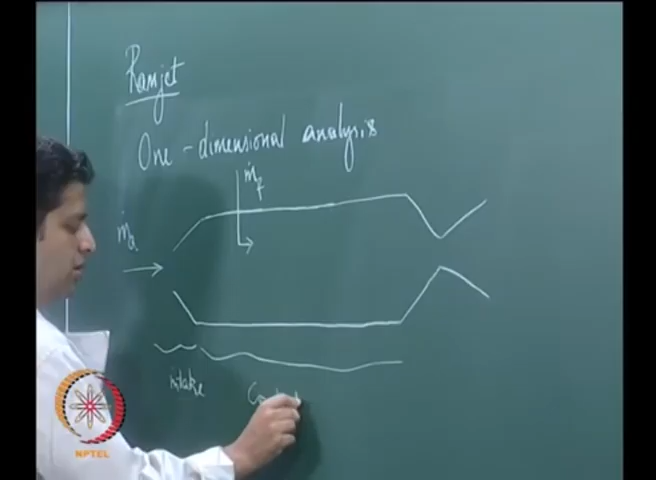 Ramjet
One-dimensional analysis
ṁf
ṁa
intake
NPTEL